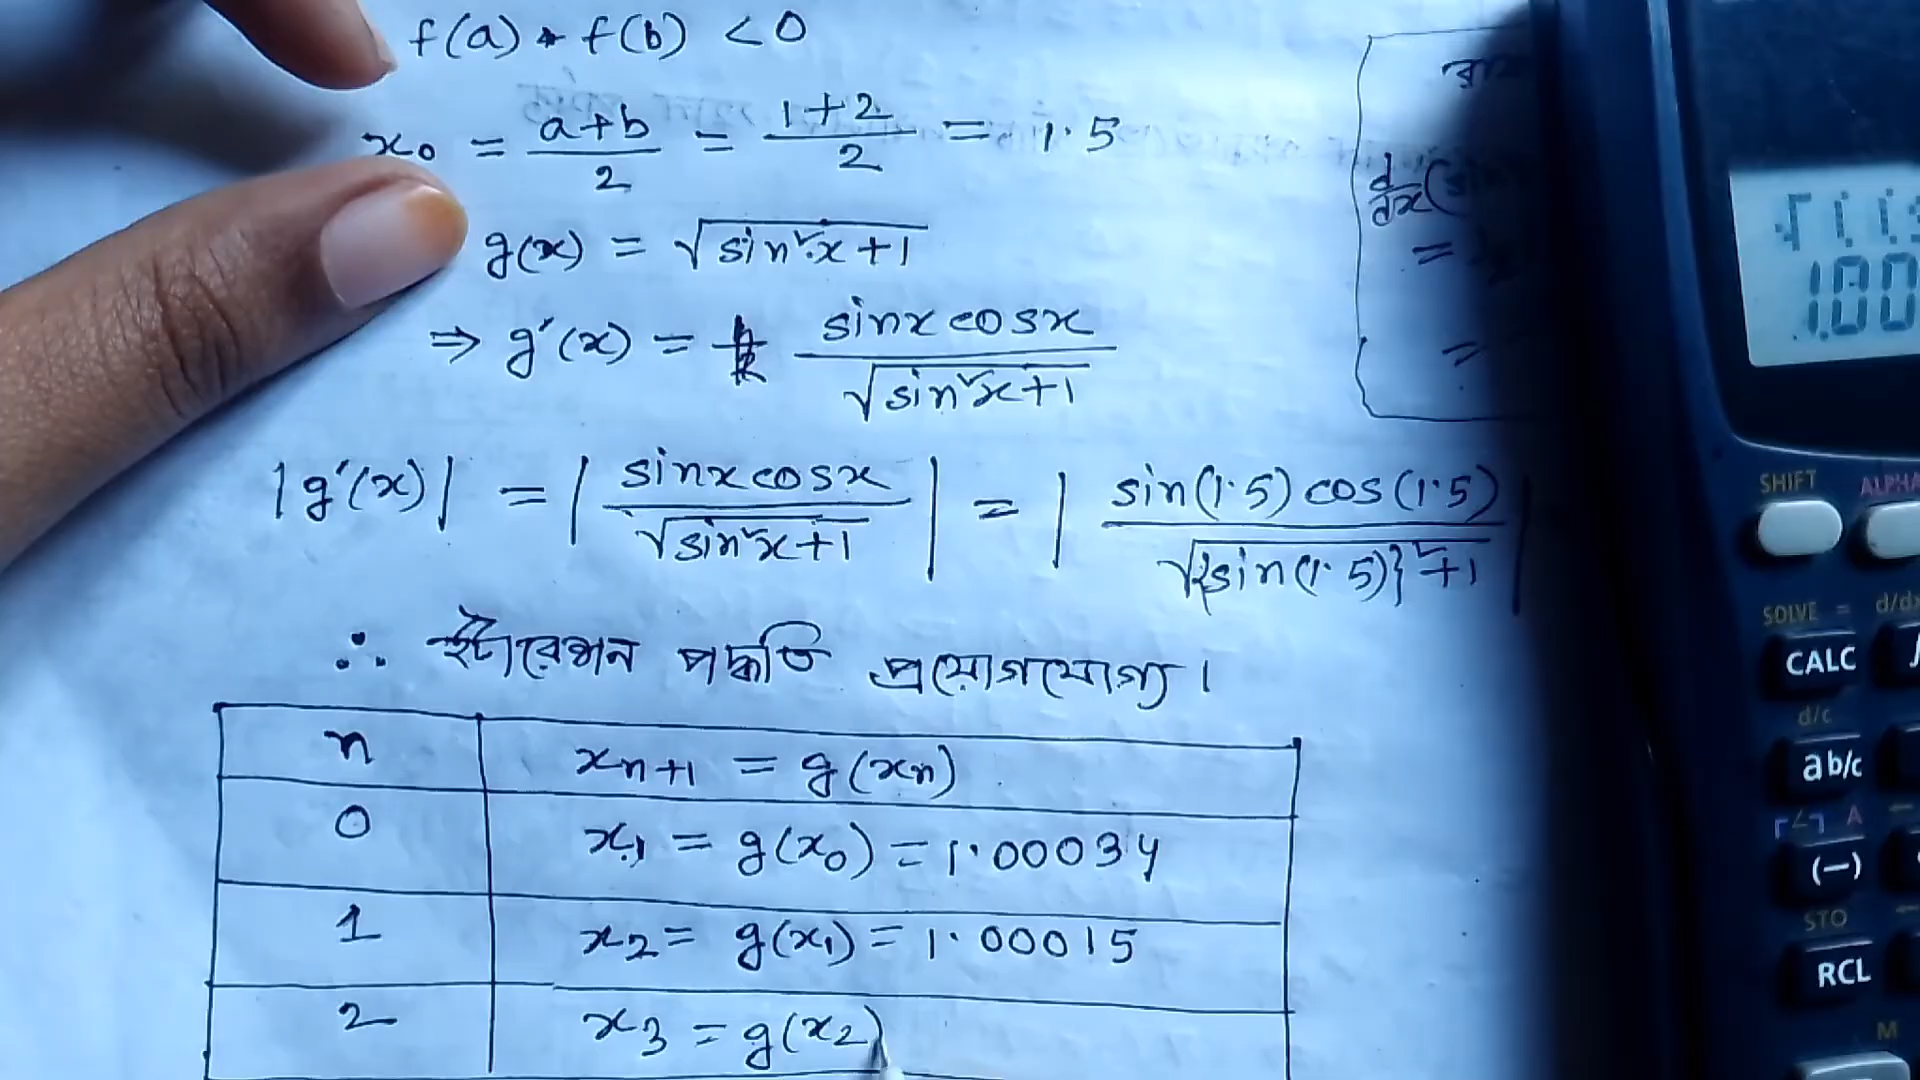 f(a) * f(b) < 0
x₀ = a+b/2 = 1+2/2 = 1.5
g(x) = √sin²x+1
⇒ g'(x) = sinx cosx/√sin²x+1
d/dx(
=
=
|g'(x)| = |sinx cosx/√sin²x+1| = |sin(1.5) cos(1.5)/√{sin(1.5)}²+1|
∴ ইটারেশন পদ্ধতি প্রয়োগযোগ্য।
n xn+1 = g(xn)
0 x₁ = g(x₀) = 1.00034
1 x₂ = g(x₁) = 1.00015
2 x₃ = g(x₂)
SHIFT ALPHA
SOLVE = d/dx
CALC
d/c
ab/c
A
(−)
STO
RCL
M